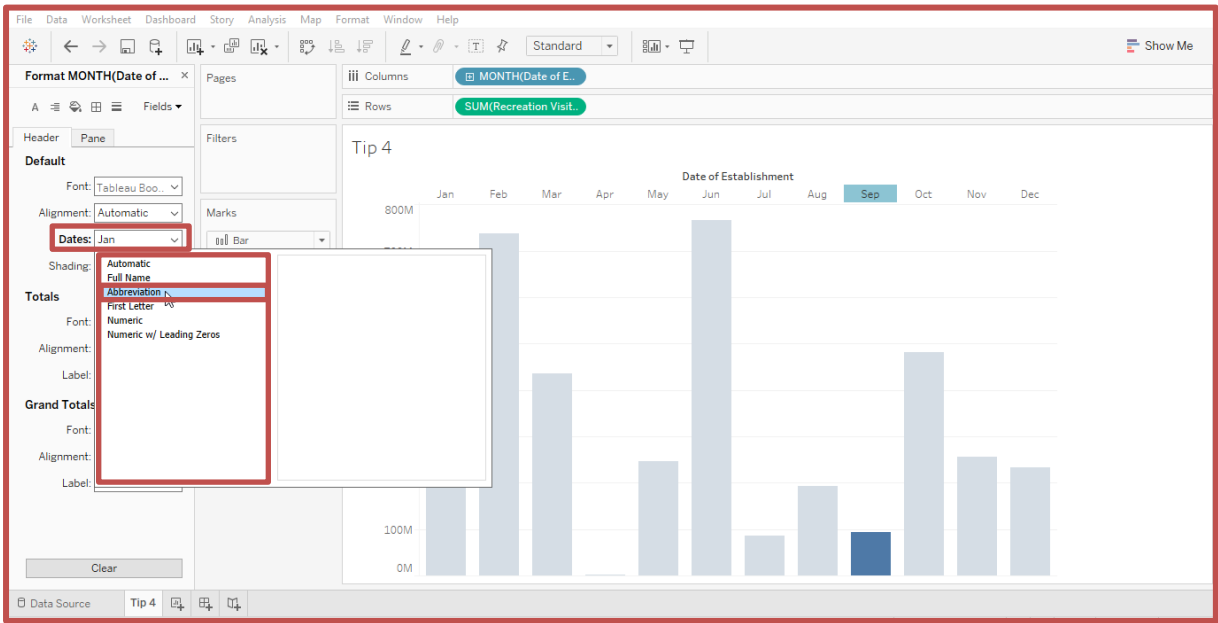 File Data Worksheet Dashboard Story Analysis Map Format Window Help
Standard
Show Me
Format MONTH(Date of ... ×
A Fields
Header Pane
Default
Font: Tableau Boo..
Alignment: Automatic
Dates: Jan
Shading:
Automatic
Full Name
Abbreviation
First Letter
Numeric
Numeric w/ Leading Zeros
Totals
Font:
Alignment:
Label:
Grand Totals
Font:
Alignment:
Label:
Clear
Pages
Filters
Marks
Bar
Columns MONTH(Date of E..
Rows SUM(Recreation Visit..
Tip 4
Date of Establishment
Jan Feb Mar Apr May Jun Jul Aug Sep Oct Nov Dec
800M
100M
0M
Data Source Tip 4